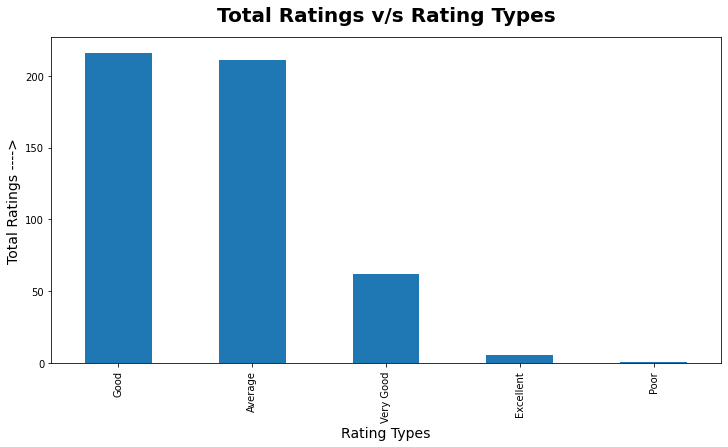 Total Ratings v/s Rating Types
Total Ratings ---->
200
150
100
50
0
Good
Average
Very Good
Excellent
Poor
Rating Types